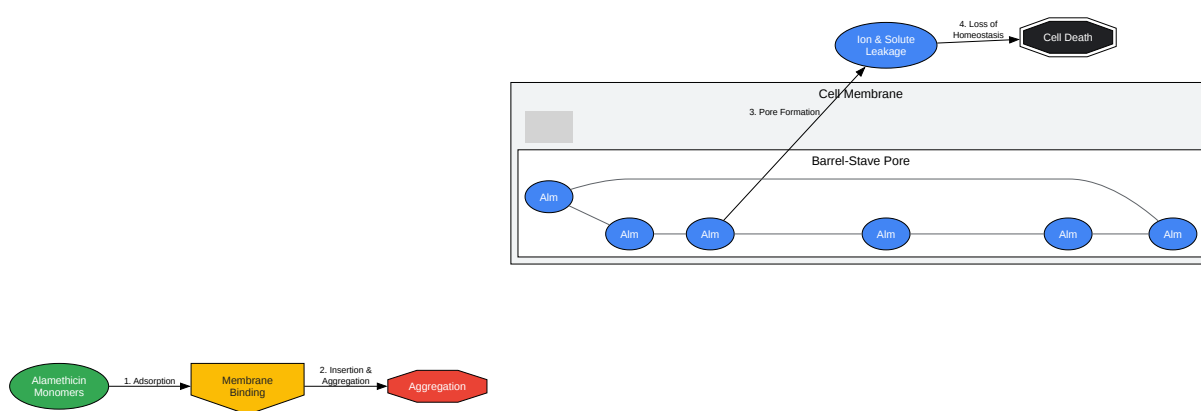 4. Loss of
Homeostasis
Ion & Solute
Leakage
Cell Death
Cell Membrane
3. Pore Formation
Barrel-Stave Pore
Alm
Alm
Alm
Alm
Alm
Alm
Alamethicin
Monomers
1. Adsorption
Membrane
Binding
2. Insertion &
Aggregation
Aggregation